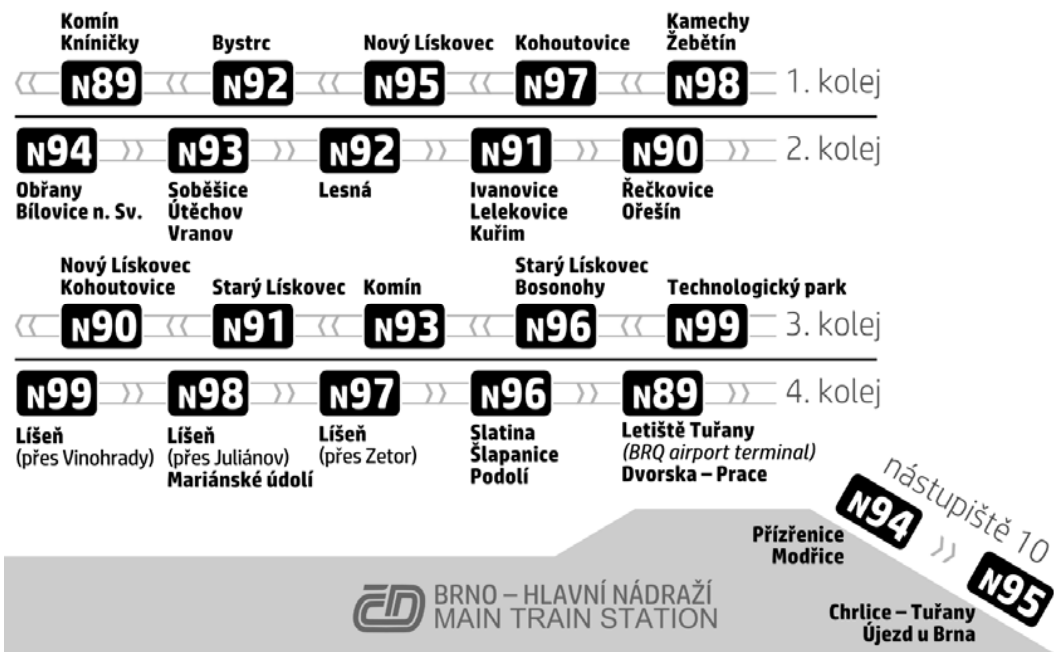 Komín
Kníničky
Bystrc
Nový Lískovec
Kohoutovice
Kamechy
Žebětín
N89 N92 N95 N97 N98 1. kolej
N94 N93 N92 N91 N90 2. kolej
Obřany
Bílovice n. Sv.
Soběšice
Útěchov
Vranov
Lesná
Ivanovice
Lelekovice
Kuřim
Řečkovice
Ořešín
Nový Lískovec
Kohoutovice
Starý Lískovec
Komín
Starý Lískovec
Bosonohy
Technologický park
N90 N91 N93 N96 N99 3. kolej
N99 N98 N97 N96 N89 4. kolej
Líšeň
(přes Vinohrady)
Líšeň
(přes Juliánov)
Mariánské údolí
Líšeň
(přes Zetor)
Slatina
Šlapanice
Podolí
Letiště Tuřany
(BRQ airport terminal)
Dvorska – Prace
nástupiště 10
N94
N95
Přízřenice
Modřice
Chrlice – Tuřany
Újezd u Brna
ČD
BRNO – HLAVNÍ NÁDRAŽÍ
MAIN TRAIN STATION